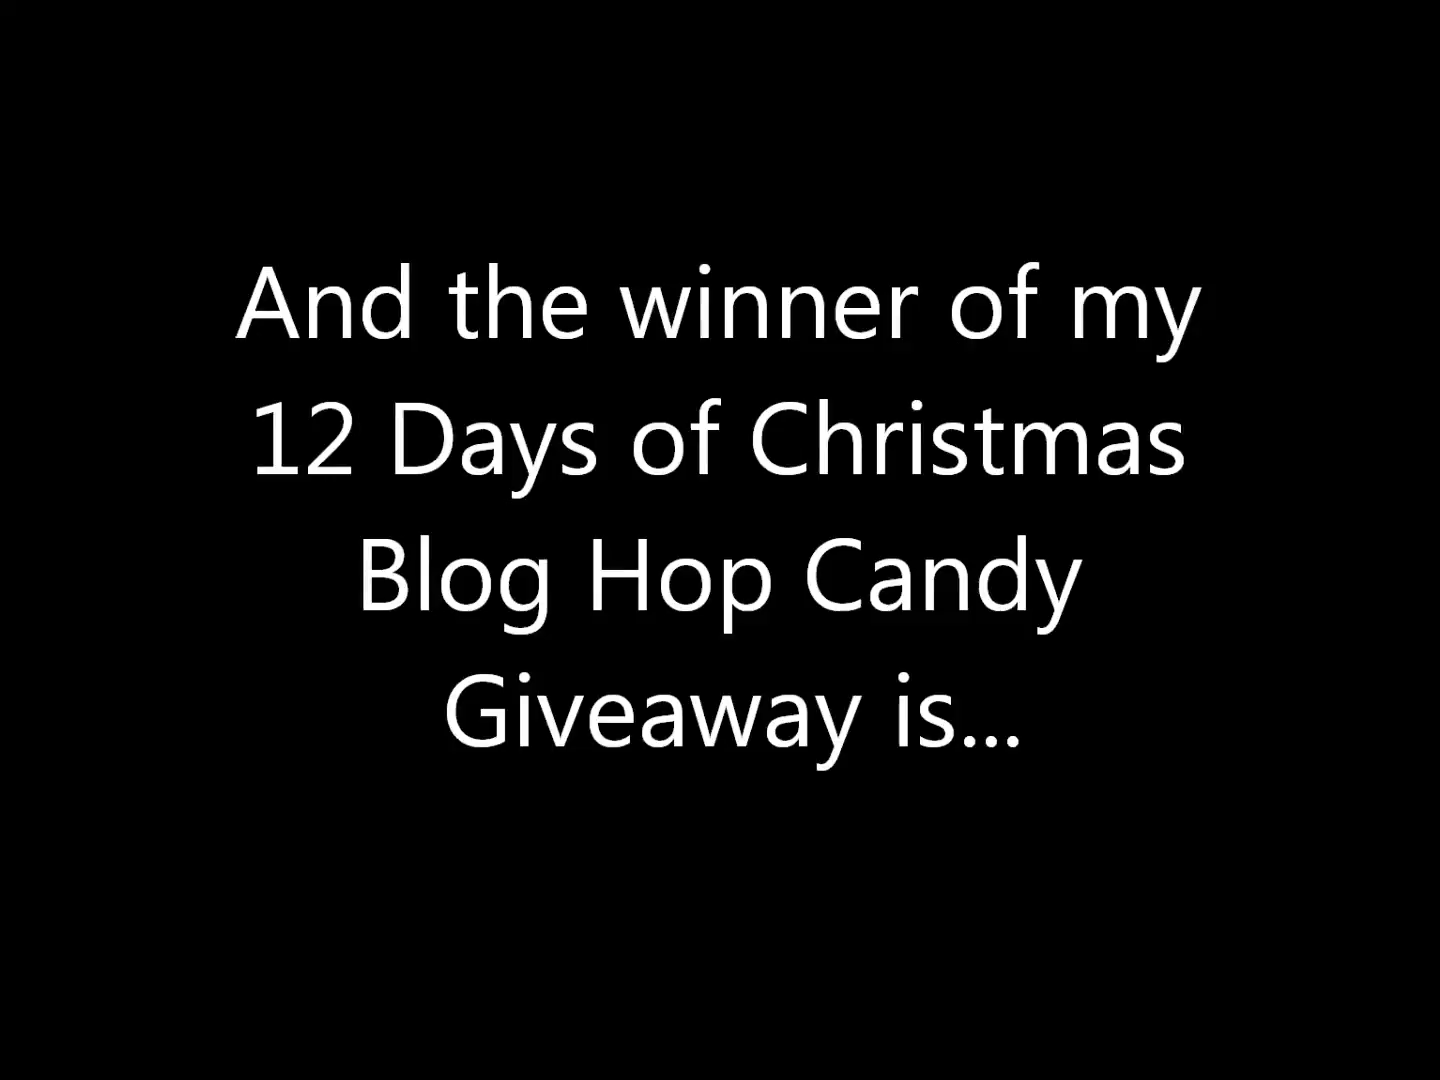 And the winner of my
12 Days of Christmas
Blog Hop Candy
Giveaway is...